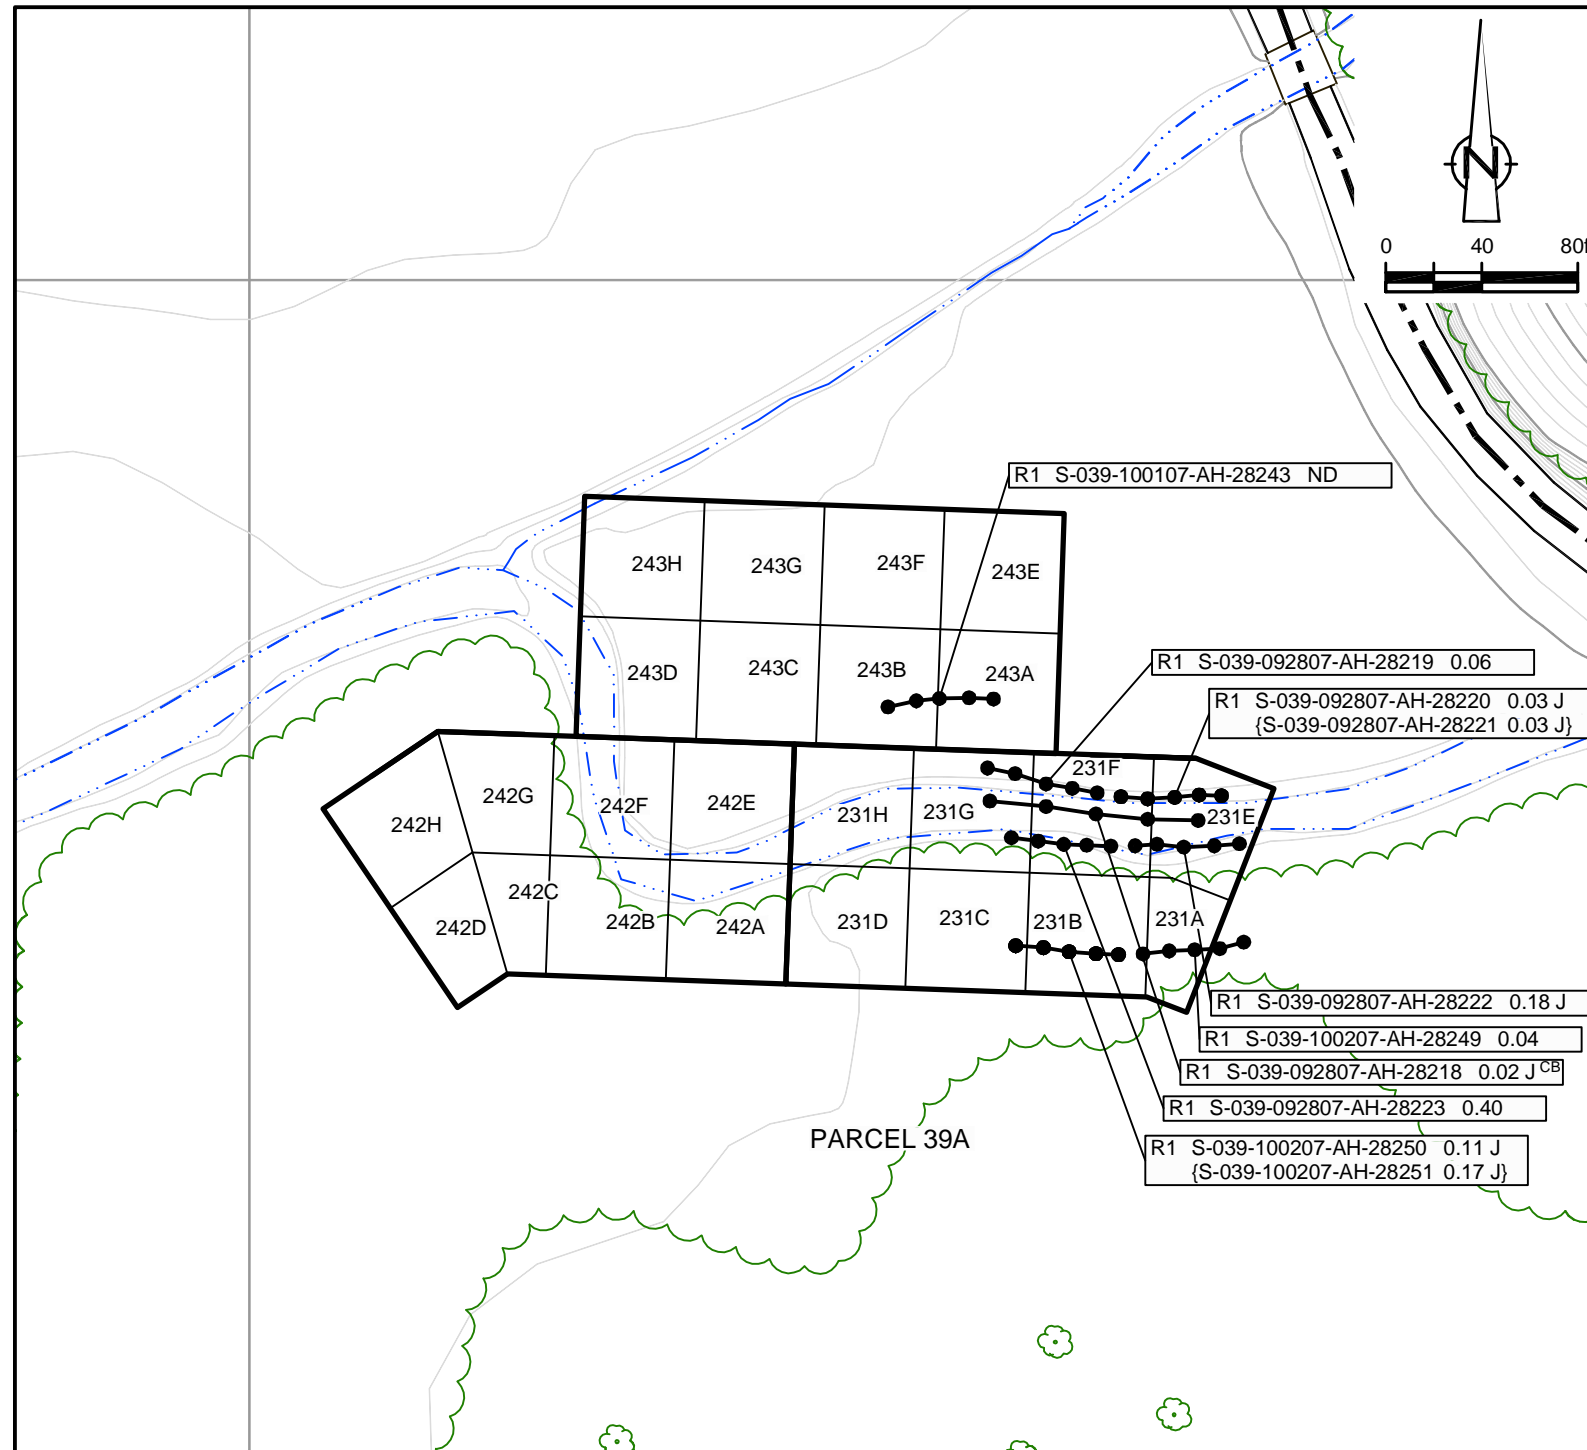 N
0 40 80f
R1 S-039-100107-AH-28243 ND
243H 243G 243F 243E
243D 243C 243B 243A
R1 S-039-092807-AH-28219 0.06
R1 S-039-092807-AH-28220 0.03 J
{S-039-092807-AH-28221 0.03 J}
231F
242G 242F 242E 231H 231G 231E
242H
242C
242D 242B 242A 231D 231C 231B 231A
R1 S-039-092807-AH-28222 0.18 J
R1 S-039-100207-AH-28249 0.04
R1 S-039-092807-AH-28218 0.02 J CB
R1 S-039-092807-AH-28223 0.40
PARCEL 39A
R1 S-039-100207-AH-28250 0.11 J
{S-039-100207-AH-28251 0.17 J}